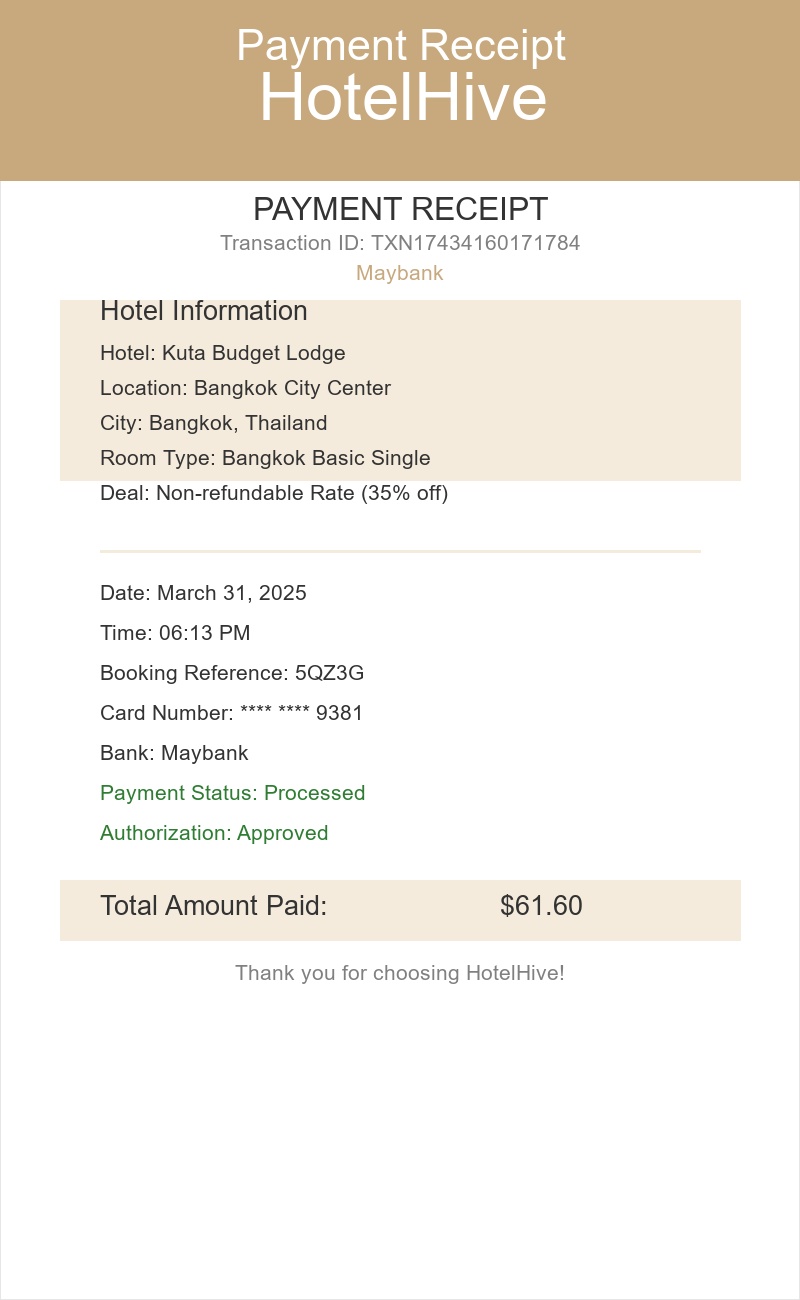 Payment Receipt
HotelHive
PAYMENT RECEIPT
Transaction ID: TXN17434160171784
Maybank
Hotel Information
Hotel: Kuta Budget Lodge
Location: Bangkok City Center
City: Bangkok, Thailand
Room Type: Bangkok Basic Single
Deal: Non-refundable Rate (35% off)
Date: March 31, 2025
Time: 06:13 PM
Booking Reference: 5QZ3G
Card Number: **** **** 9381
Bank: Maybank
Payment Status: Processed
Authorization: Approved
Total Amount Paid: $61.60
Thank you for choosing HotelHive!